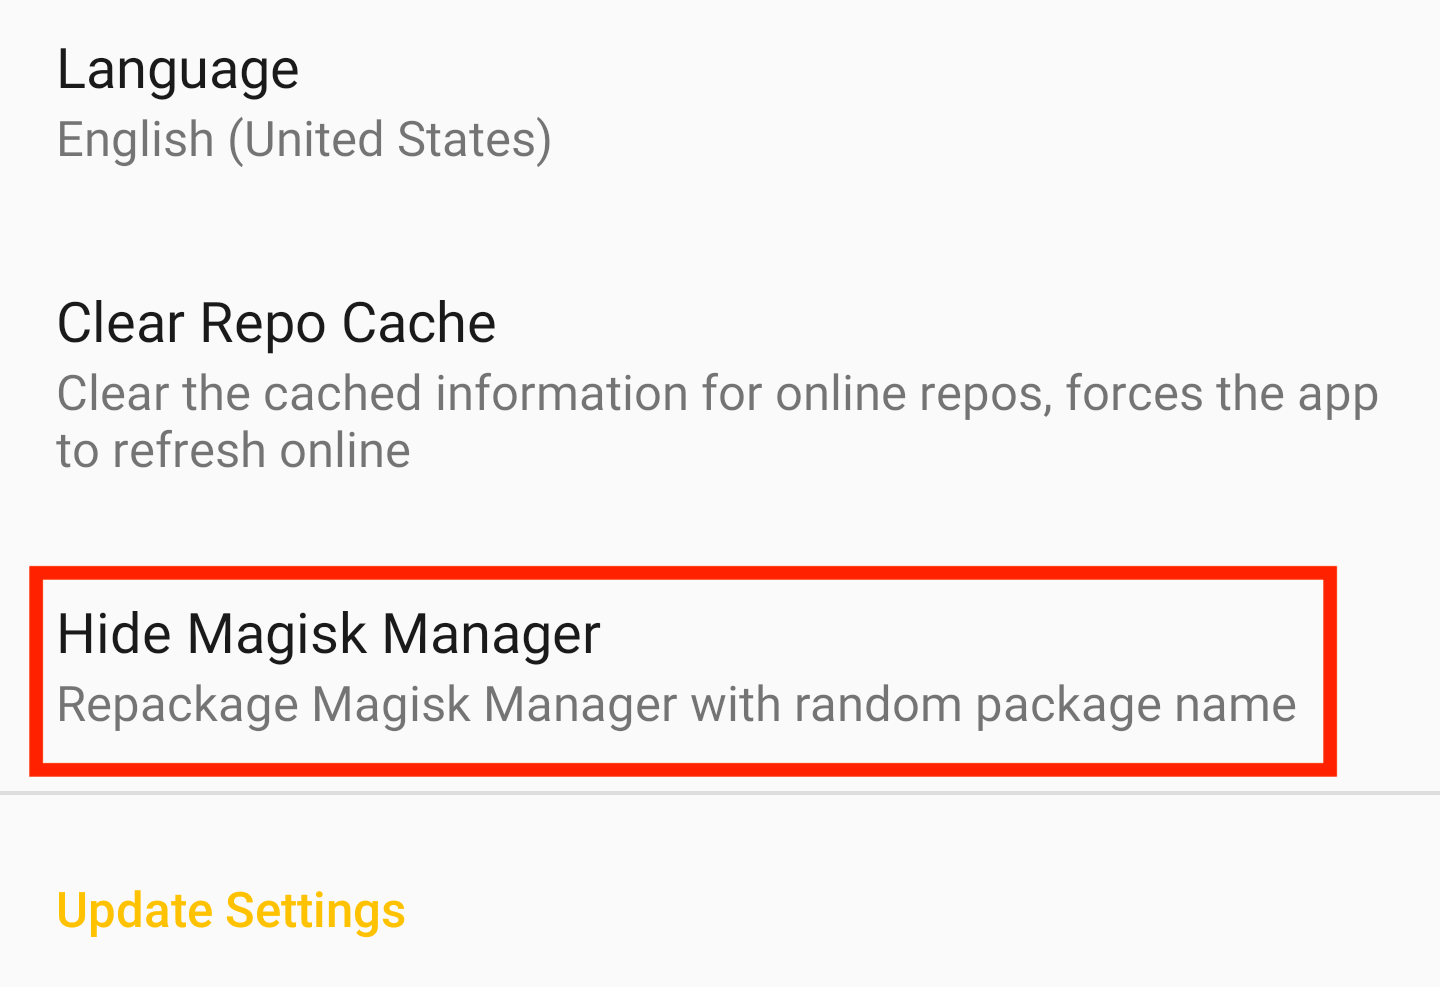 Language
English (United States)
Clear Repo Cache
Clear the cached information for online repos, forces the app
to refresh online
Hide Magisk Manager
Repackage Magisk Manager with random package name
Update Settings